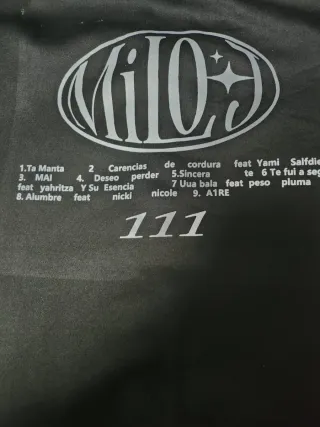 MiLO J
1.Ta Manta 2 Carencias de cordura feat Yami Salfdie
3. MAI 4. Deseo perder 5.Sincera te 6 Te fui a seg
feat yahritza Y Su Esencia 7 Uua bala feat peso pluma
8. Alumbre feat nicki nicole 9. A1RE
111